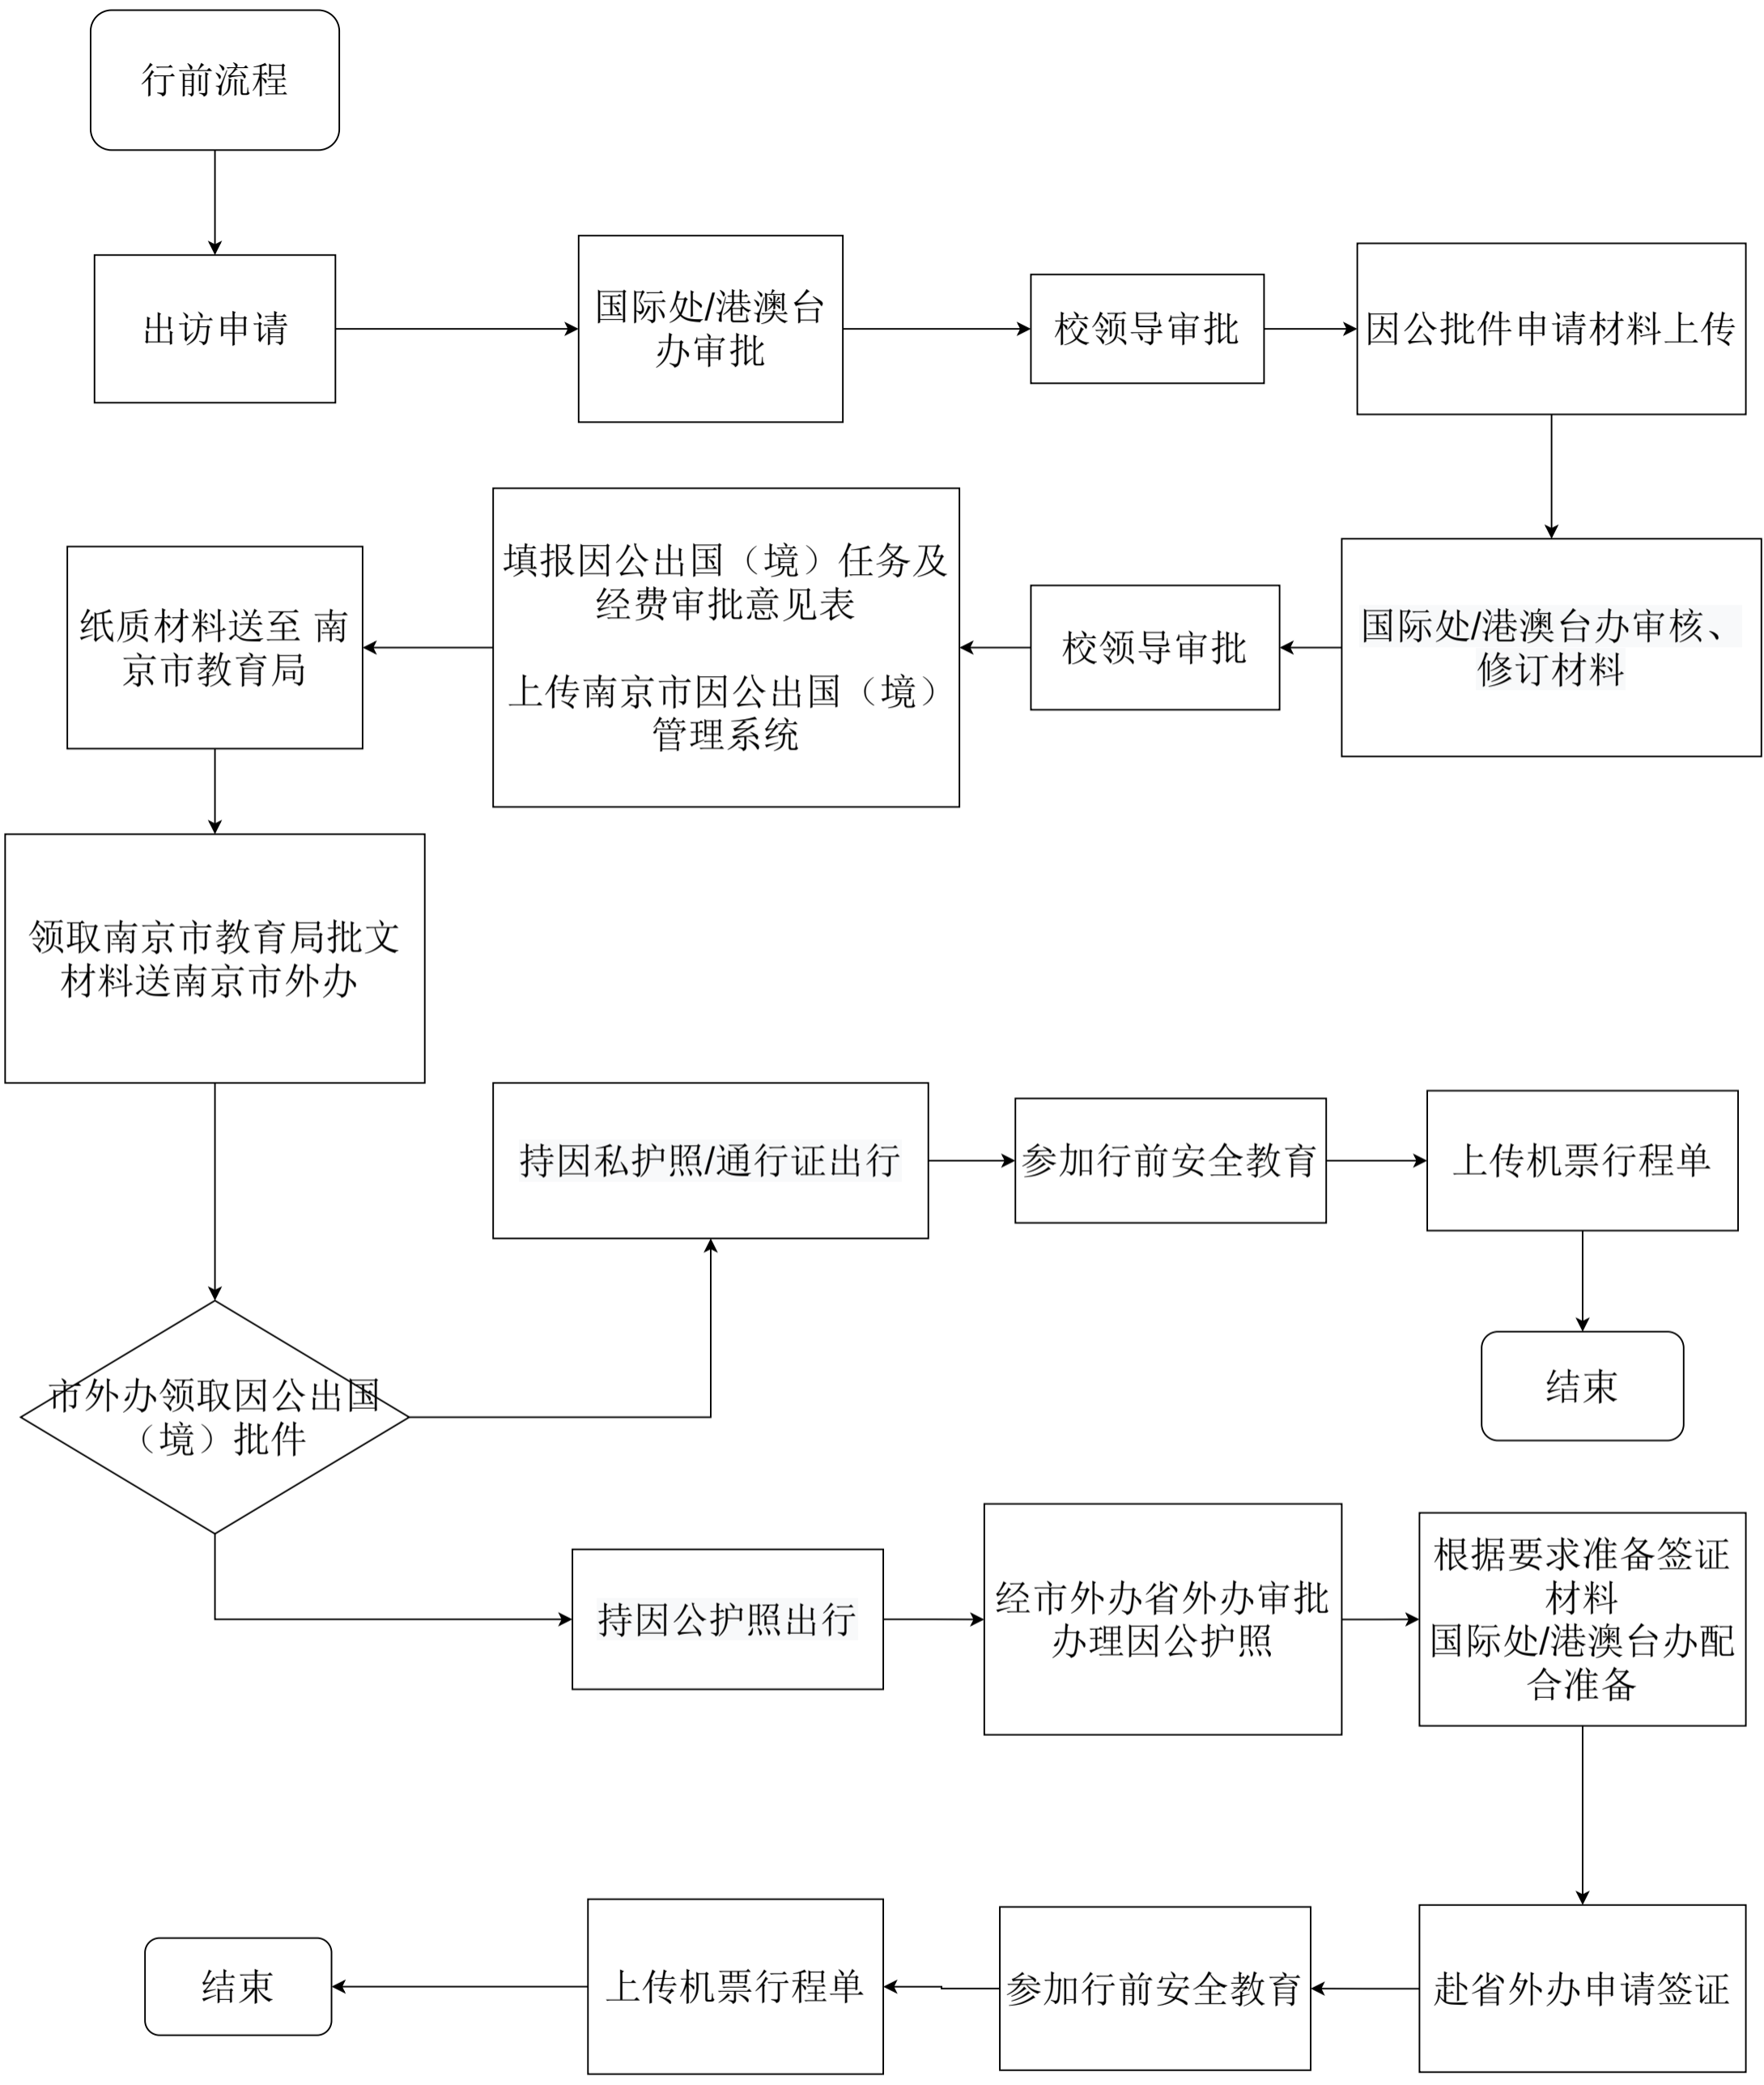 行前流程
出访申请
国际处/港澳台
办审批
校领导审批
因公批件申请材料上传
国际处/港澳台办审核、
修订材料
校领导审批
填报因公出国（境）任务及
经费审批意见表
上传南京市因公出国（境）
管理系统
纸质材料送至 南
京市教育局
领取南京市教育局批文
材料送南京市外办
市外办领取因公出国
（境）批件
持因私护照/通行证出行
参加行前安全教育
上传机票行程单
结束
持因公护照出行
经市外办省外办审批
办理因公护照
根据要求准备签证
材料
国际处/港澳台办配
合准备
赴省外办申请签证
参加行前安全教育
上传机票行程单
结束